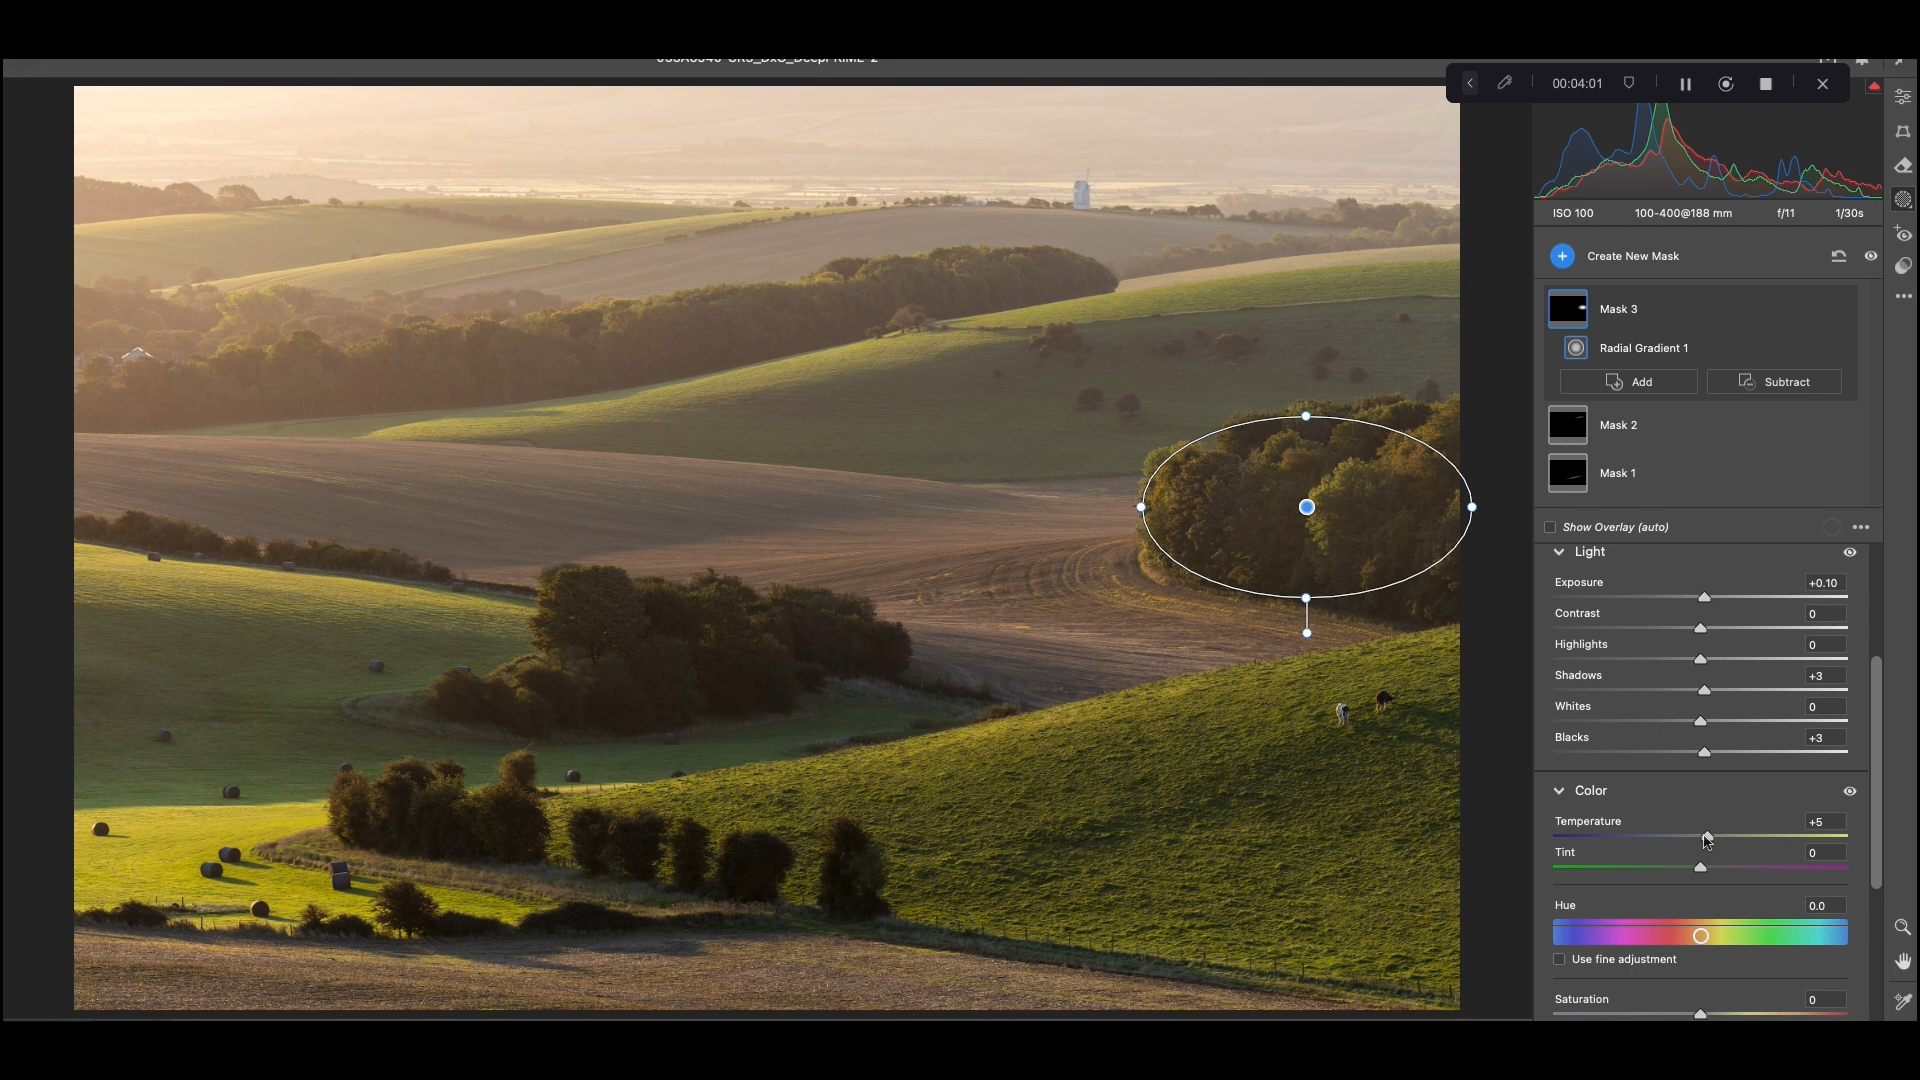 00:04:01
ISO 100 100-400@188 mm f/11 1/30s
Create New Mask
Mask 3
Radial Gradient 1
Add Subtract
Mask 2
Mask 1
Show Overlay (auto)
Light
Exposure +0.10
Contrast 0
Highlights 0
Shadows +3
Whites 0
Blacks +3
Color
Temperature +5
Tint 0
Hue 0.0
Use fine adjustment
Saturation 0